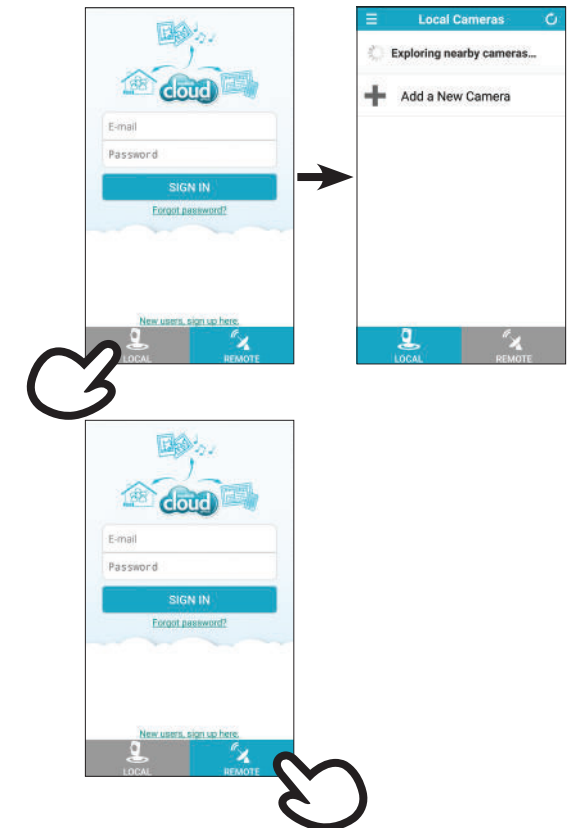 cloud
E-mail
Password
SIGN IN
Forgot password?
New users, sign up here.
LOCAL
REMOTE
Local Cameras
Exploring nearby cameras...
Add a New Camera
LOCAL
REMOTE
cloud
E-mail
Password
SIGN IN
Forgot password?
New users, sign up here.
LOCAL
REMOTE